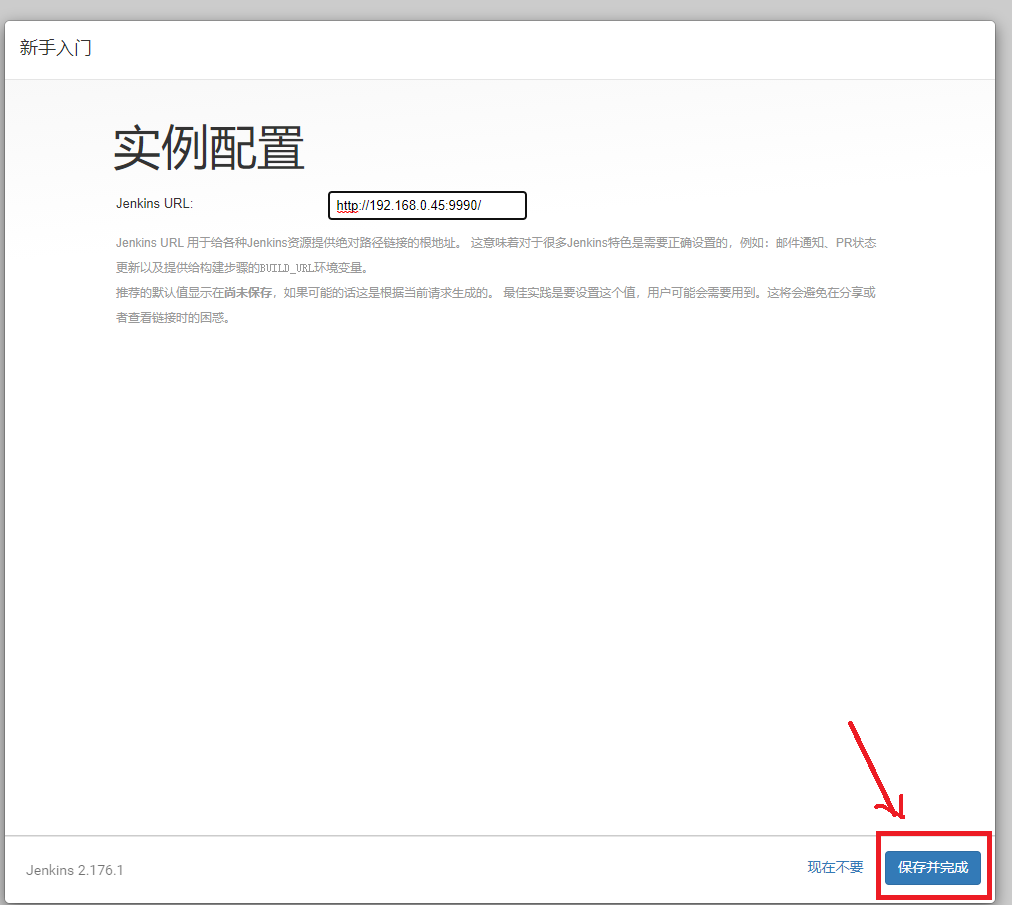 新手入门
实例配置
Jenkins URL:
http://192.168.0.45:9990/
Jenkins URL 用于给各种Jenkins资源提供绝对路径链接的根地址。 这意味着对于很多Jenkins特色是需要正确设置的，例如：邮件通知、PR状态
更新以及提供给构建步骤的BUILD_URL环境变量。
推荐的默认值显示在尚未保存，如果可能的话这是根据当前请求生成的。 最佳实践是要设置这个值，用户可能会需要用到。这将会避免在分享或
者查看链接时的困惑。
Jenkins 2.176.1
现在不要
保存并完成